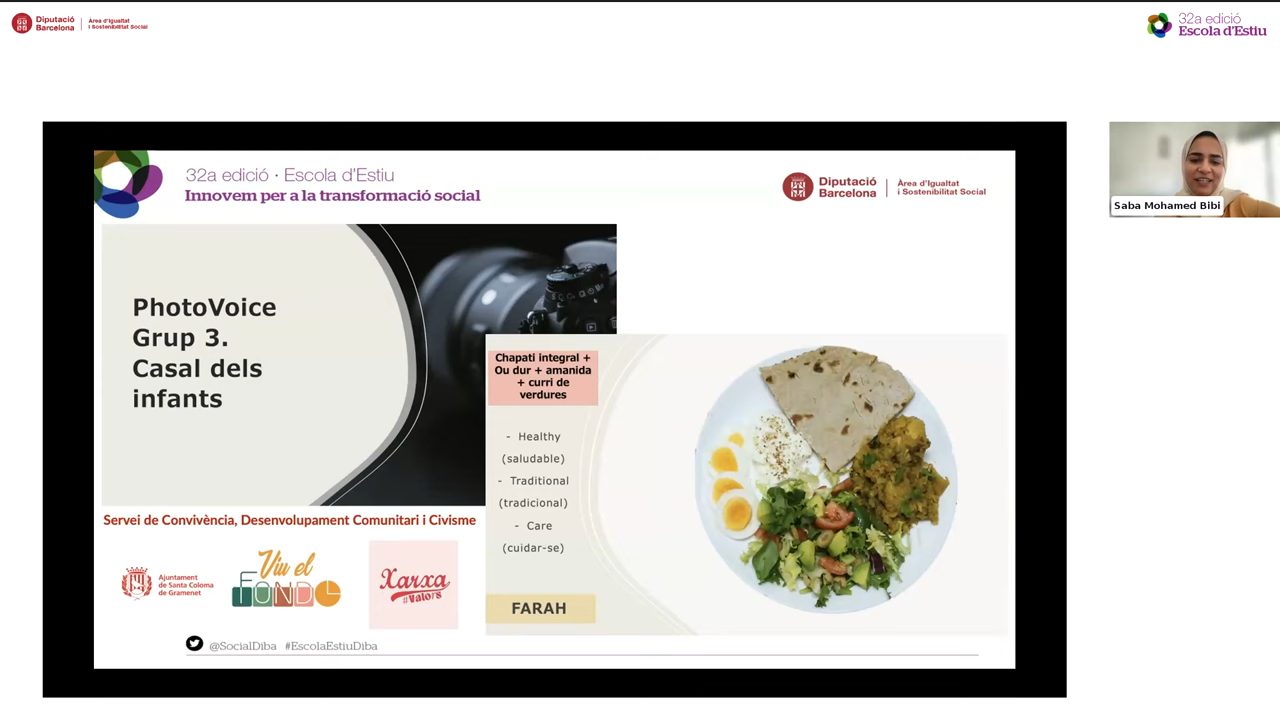 Diputació
Barcelona
Àrea d'Igualtat
i Sostenibilitat Social
32a edició
Escola d'Estiu
32a edició · Escola d'Estiu
Innovem per a la transformació social
Diputació
Barcelona
Àrea d'Igualtat
i Sostenibilitat Social
PhotoVoice
Grup 3.
Casal dels
infants
Chapati integral +
Ou dur + amanida
+ curri de
verdures
- Healthy
(saludable)
- Traditional
(tradicional)
- Care
(cuidar-se)
FARAH
Servei de Convivència, Desenvolupament Comunitari i Civisme
Ajuntament
de Santa Coloma
de Gramenet
Viu el
FONDO
Xarxa
#Valors
@SocialDiba #EscolaEstiuDiba
Saba Mohamed Bibi